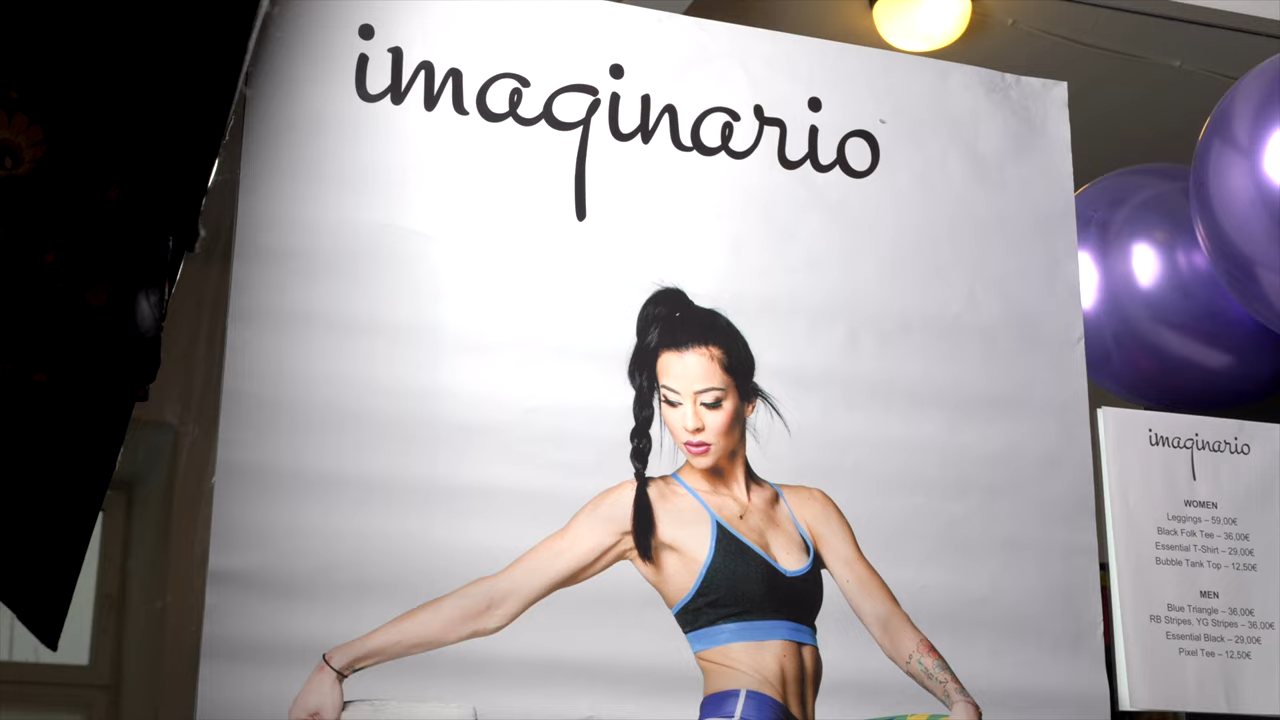 imaginario
imaginario
WOMEN
Leggings – 59,00€
Black Folk Tee – 36,00€
Essential T-Shirt – 29,00€
Bubble Tank Top – 12,50€
MEN
Blue Triangle – 36,00€
RB Stripes, YG Stripes – 36,00€
Essential Black – 29,00€
Pixel Tee – 12,50€